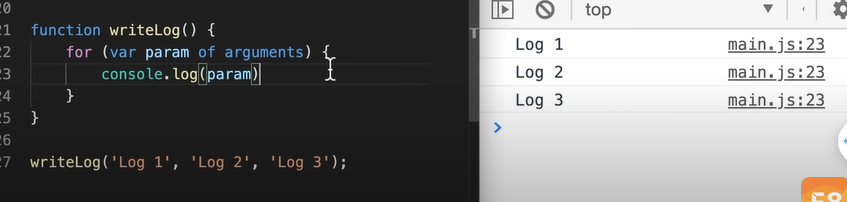 20
21 function writeLog() {
22 for (var param of arguments) {
23 console.log(param)
24 }
25 }
26
27 writeLog('Log 1', 'Log 2', 'Log 3');
top
Log 1 main.js:23
Log 2 main.js:23
Log 3 main.js:23
>
F8